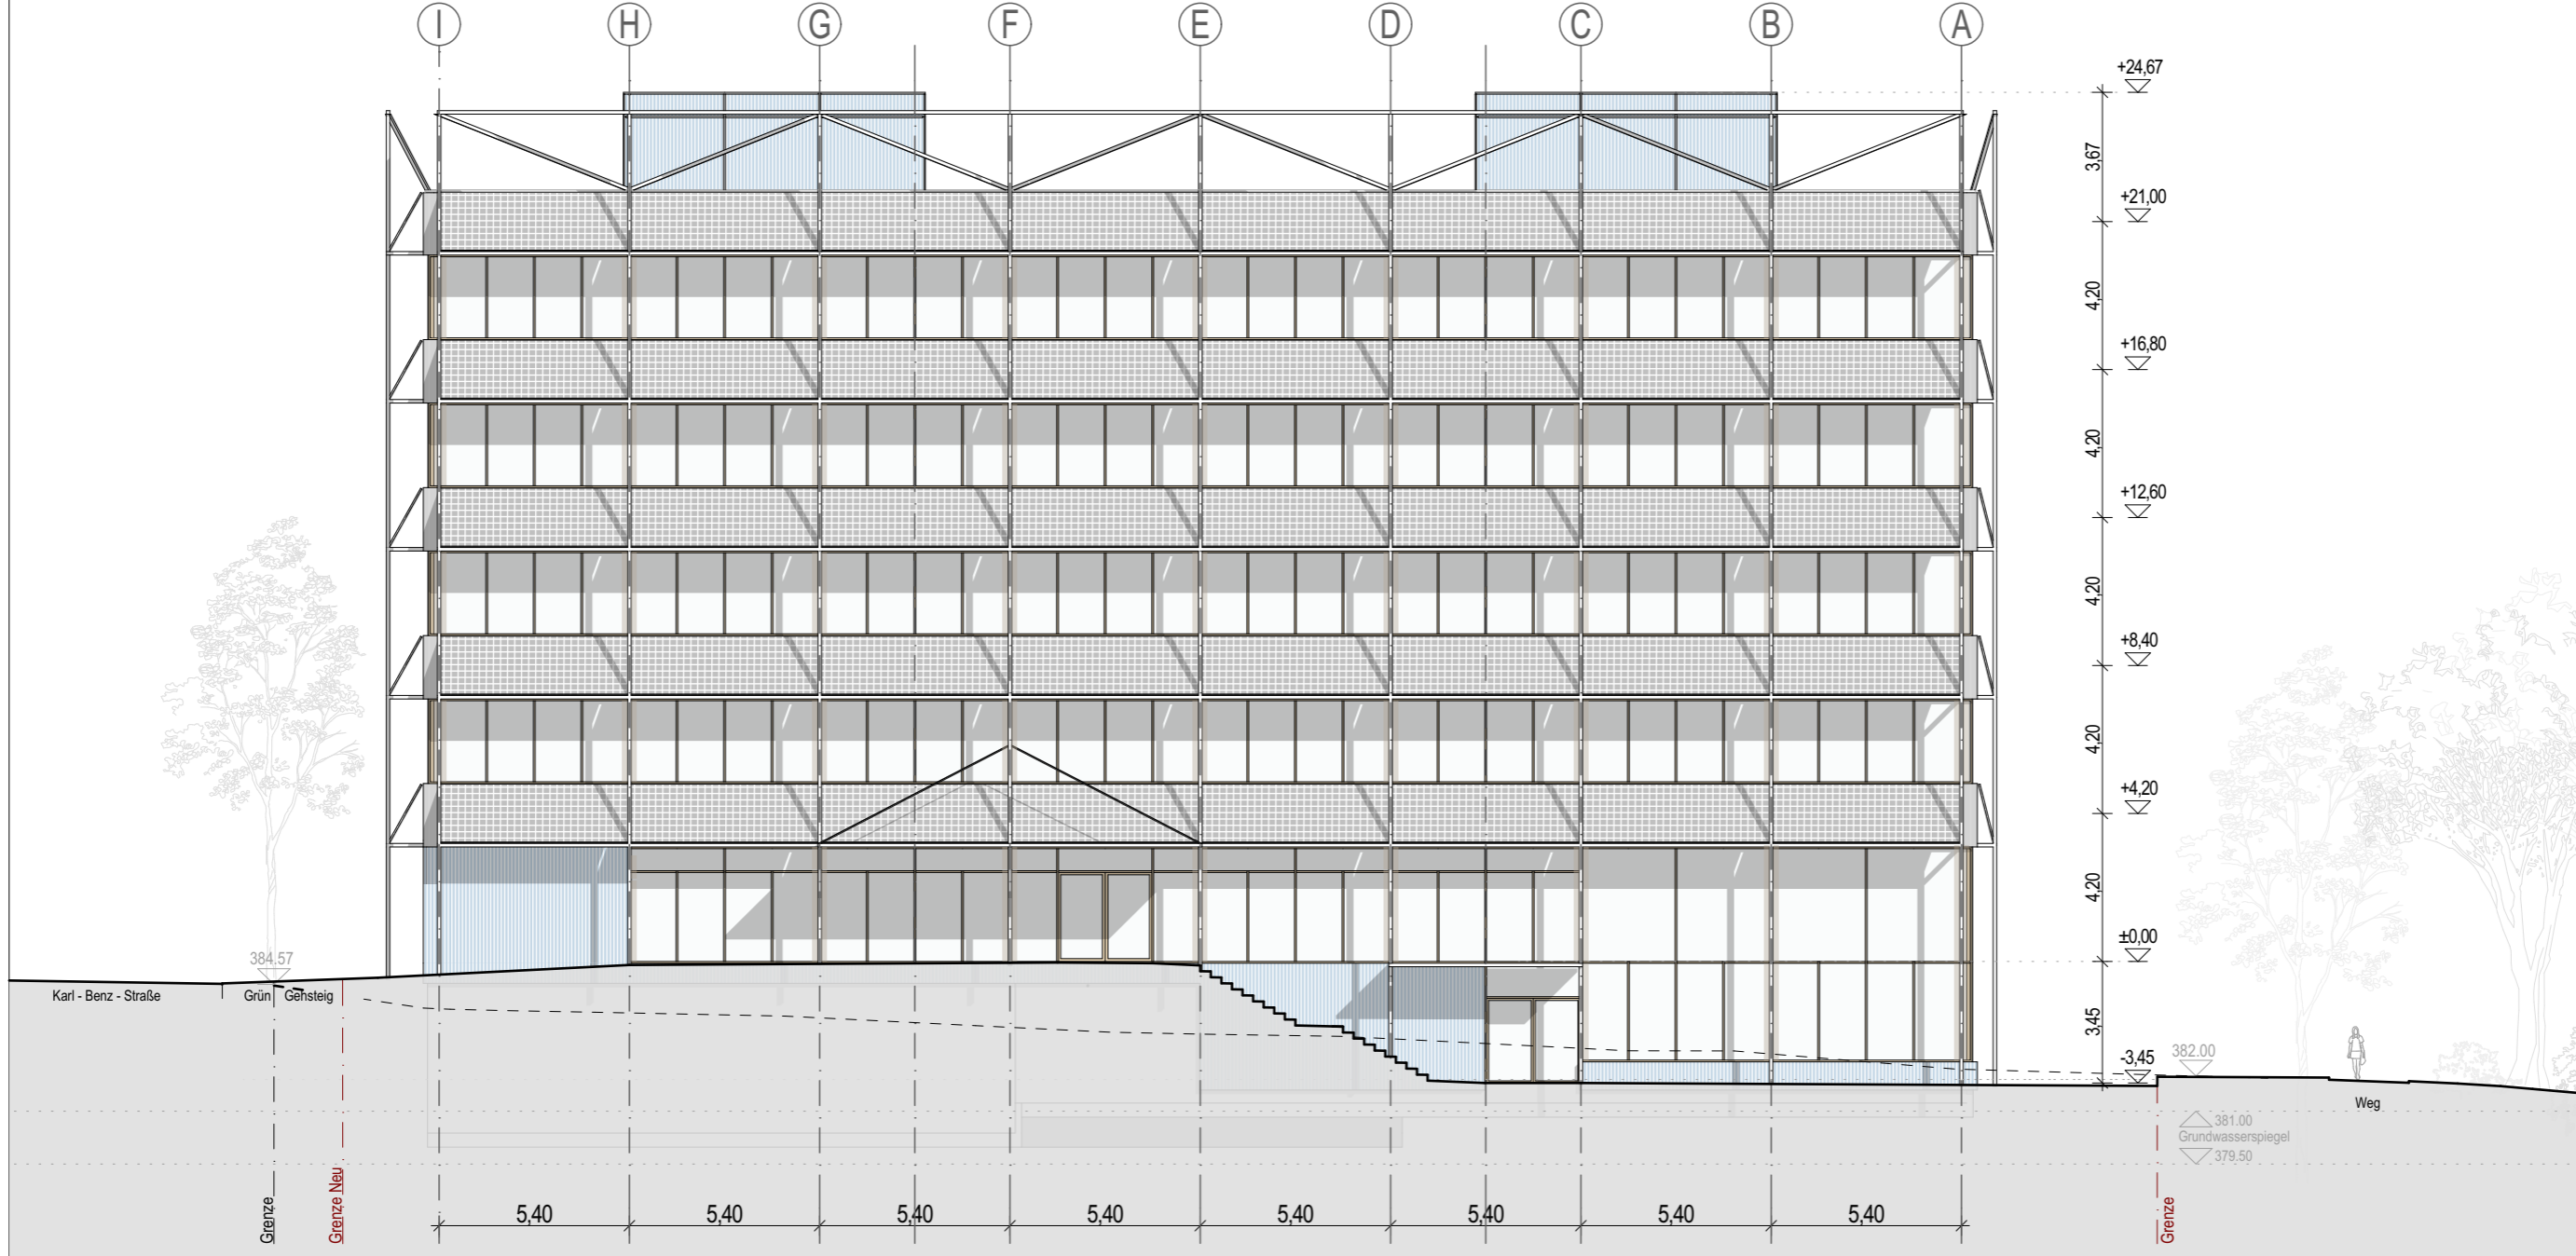 I H G F E D C B A
+24,67
3,67
+21,00
4,20
+16,80
4,20
+12,60
4,20
+8,40
4,20
+4,20
4,20
±0,00
3,45
-3,45
384.57
Karl - Benz - Straße
Grün
Gehsteig
382.00
Weg
381.00
Grundwasserspiegel
379.50
Grenze
Grenze Neu
Grenze
5,40 5,40 5,40 5,40 5,40 5,40 5,40 5,40